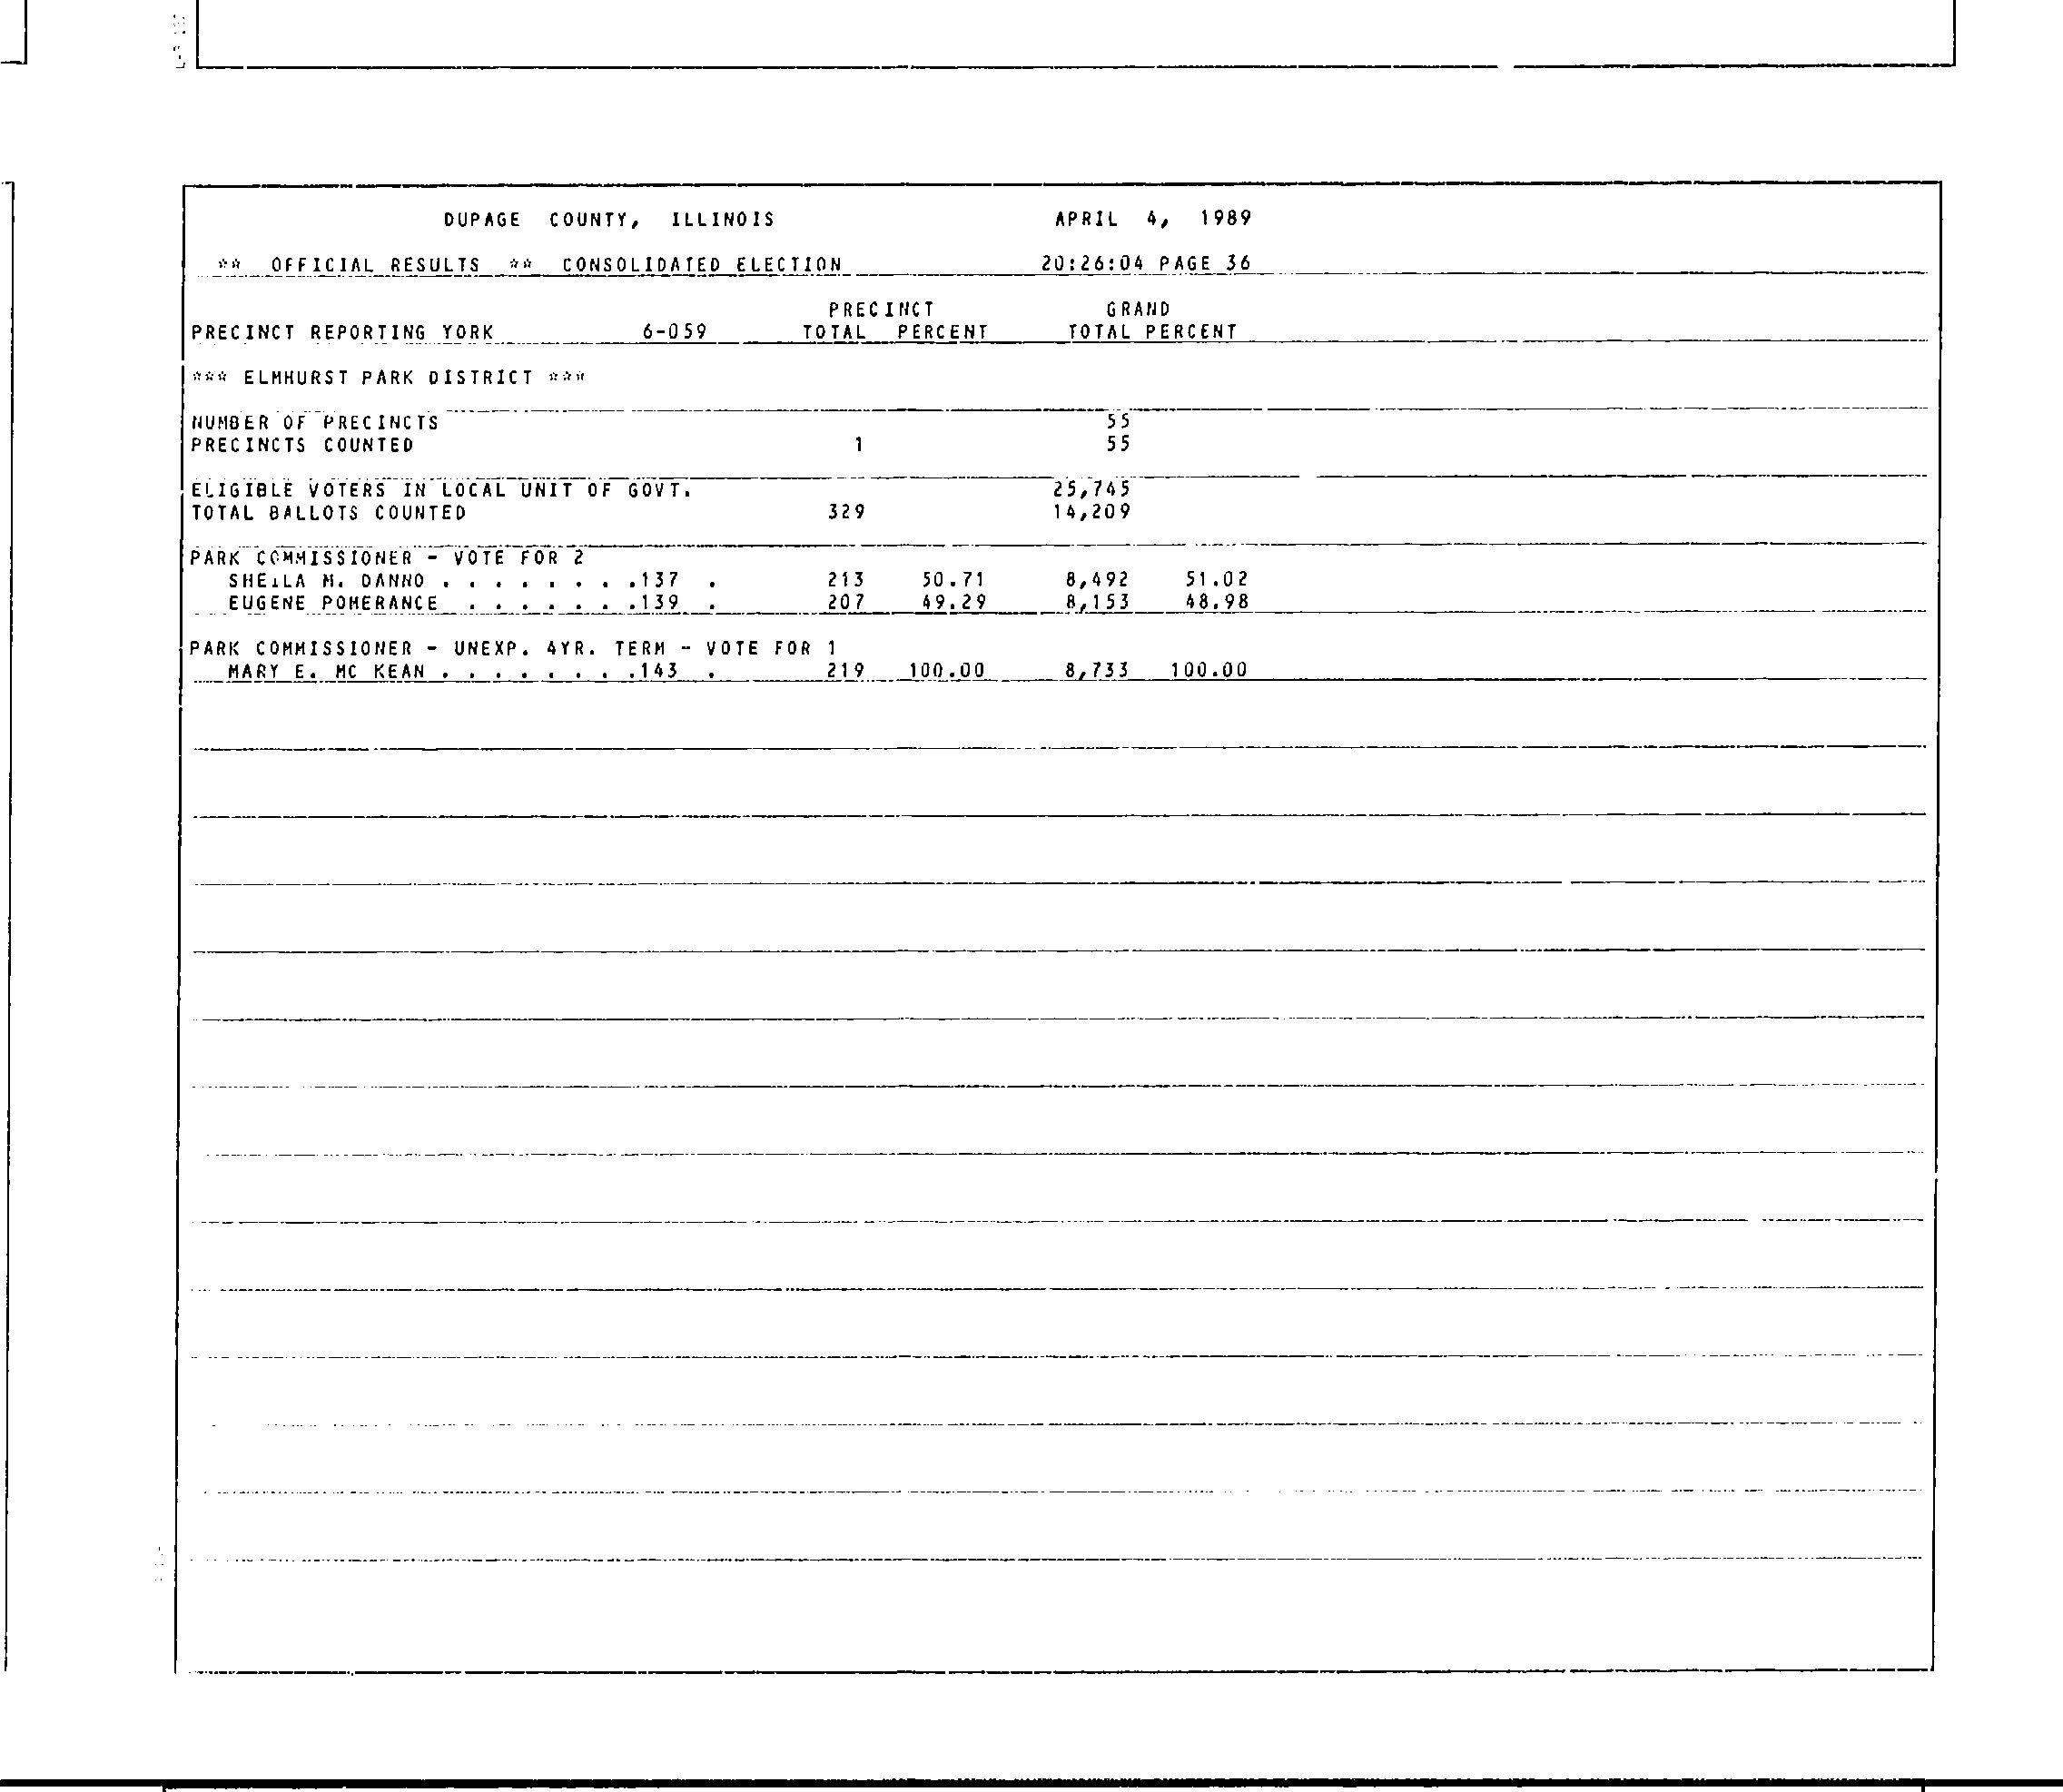 DUPAGE COUNTY, ILLINOIS APRIL 4, 1989
** OFFICIAL RESULTS ** CONSOLIDATED ELECTION 20:26:04 PAGE 36
PRECINCT GRAND
PRECINCT REPORTING YORK 6-059 TOTAL PERCENT TOTAL PERCENT
*** ELMHURST PARK DISTRICT ***
NUMBER OF PRECINCTS 55
PRECINCTS COUNTED 1 55
ELIGIBLE VOTERS IN LOCAL UNIT OF GOVT. 25,745
TOTAL BALLOTS COUNTED 329 14,209
PARK COMMISSIONER - VOTE FOR 2
SHEILA M. DANNO . . . . . . . .137 . 213 50.71 8,492 51.02
EUGENE POMERANCE . . . . . . .139 . 207 49.29 8,153 48.98
PARK COMMISSIONER - UNEXP. 4YR. TERM - VOTE FOR 1
MARY E. MC KEAN . . . . . . . .143 . 219 100.00 8,733 100.00